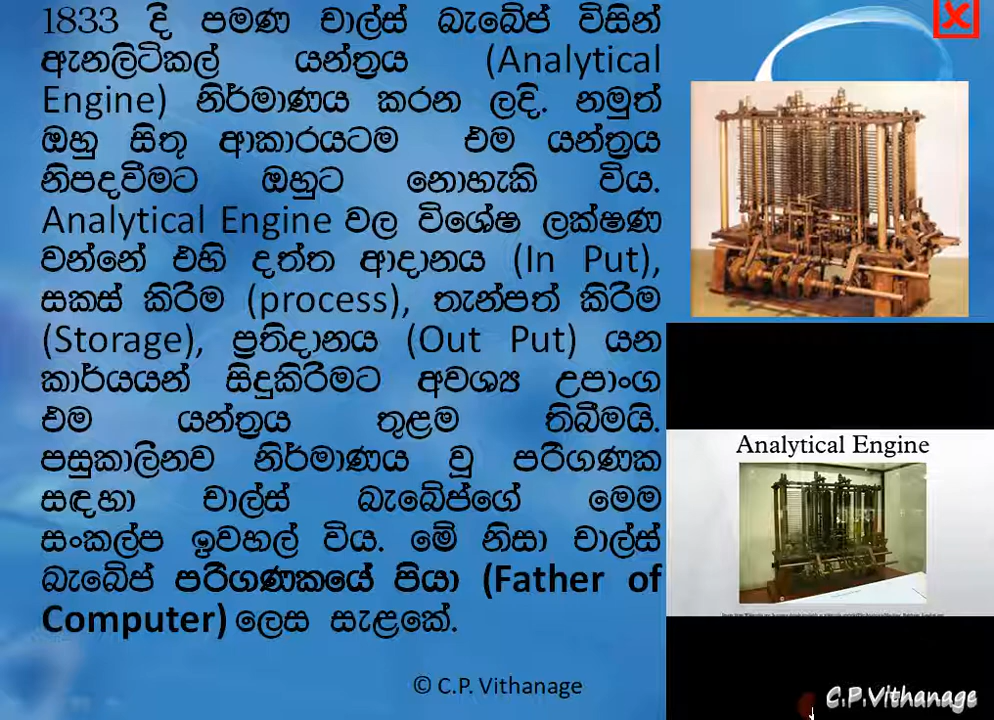 1833 දී පමණ චාල්ස් බැබේජ් විසින්
ඇනලිටිකල් යන්ත්‍රය (Analytical
Engine) නිර්මාණය කරන ලදි. නමුත්
ඔහු සිතූ ආකාරයටම එම යන්ත්‍රය
නිපදවීමට ඔහුට නොහැකි විය.
Analytical Engine වල විශේෂ ලක්ෂණ
වන්නේ එහි දත්ත ආදානය (In Put),
සකස් කිරීම (process), තැන්පත් කිරීම
(Storage), ප්‍රතිදානය (Out Put) යන
කාර්යයන් සිදුකිරීමට අවශ්‍ය උපාංග
එම යන්ත්‍රය තුළම තිබීමයි.
පසුකාලීනව නිර්මාණය වූ පරිගණක
සඳහා චාල්ස් බැබේජ්ගේ මෙම
සංකල්ප ඉවහල් විය. මේ නිසා චාල්ස්
බැබේජ් පරිගණකයේ පියා (Father of
Computer) ලෙස සැළකේ.
© C.P. Vithanage
Analytical Engine
C.P.Vithanage